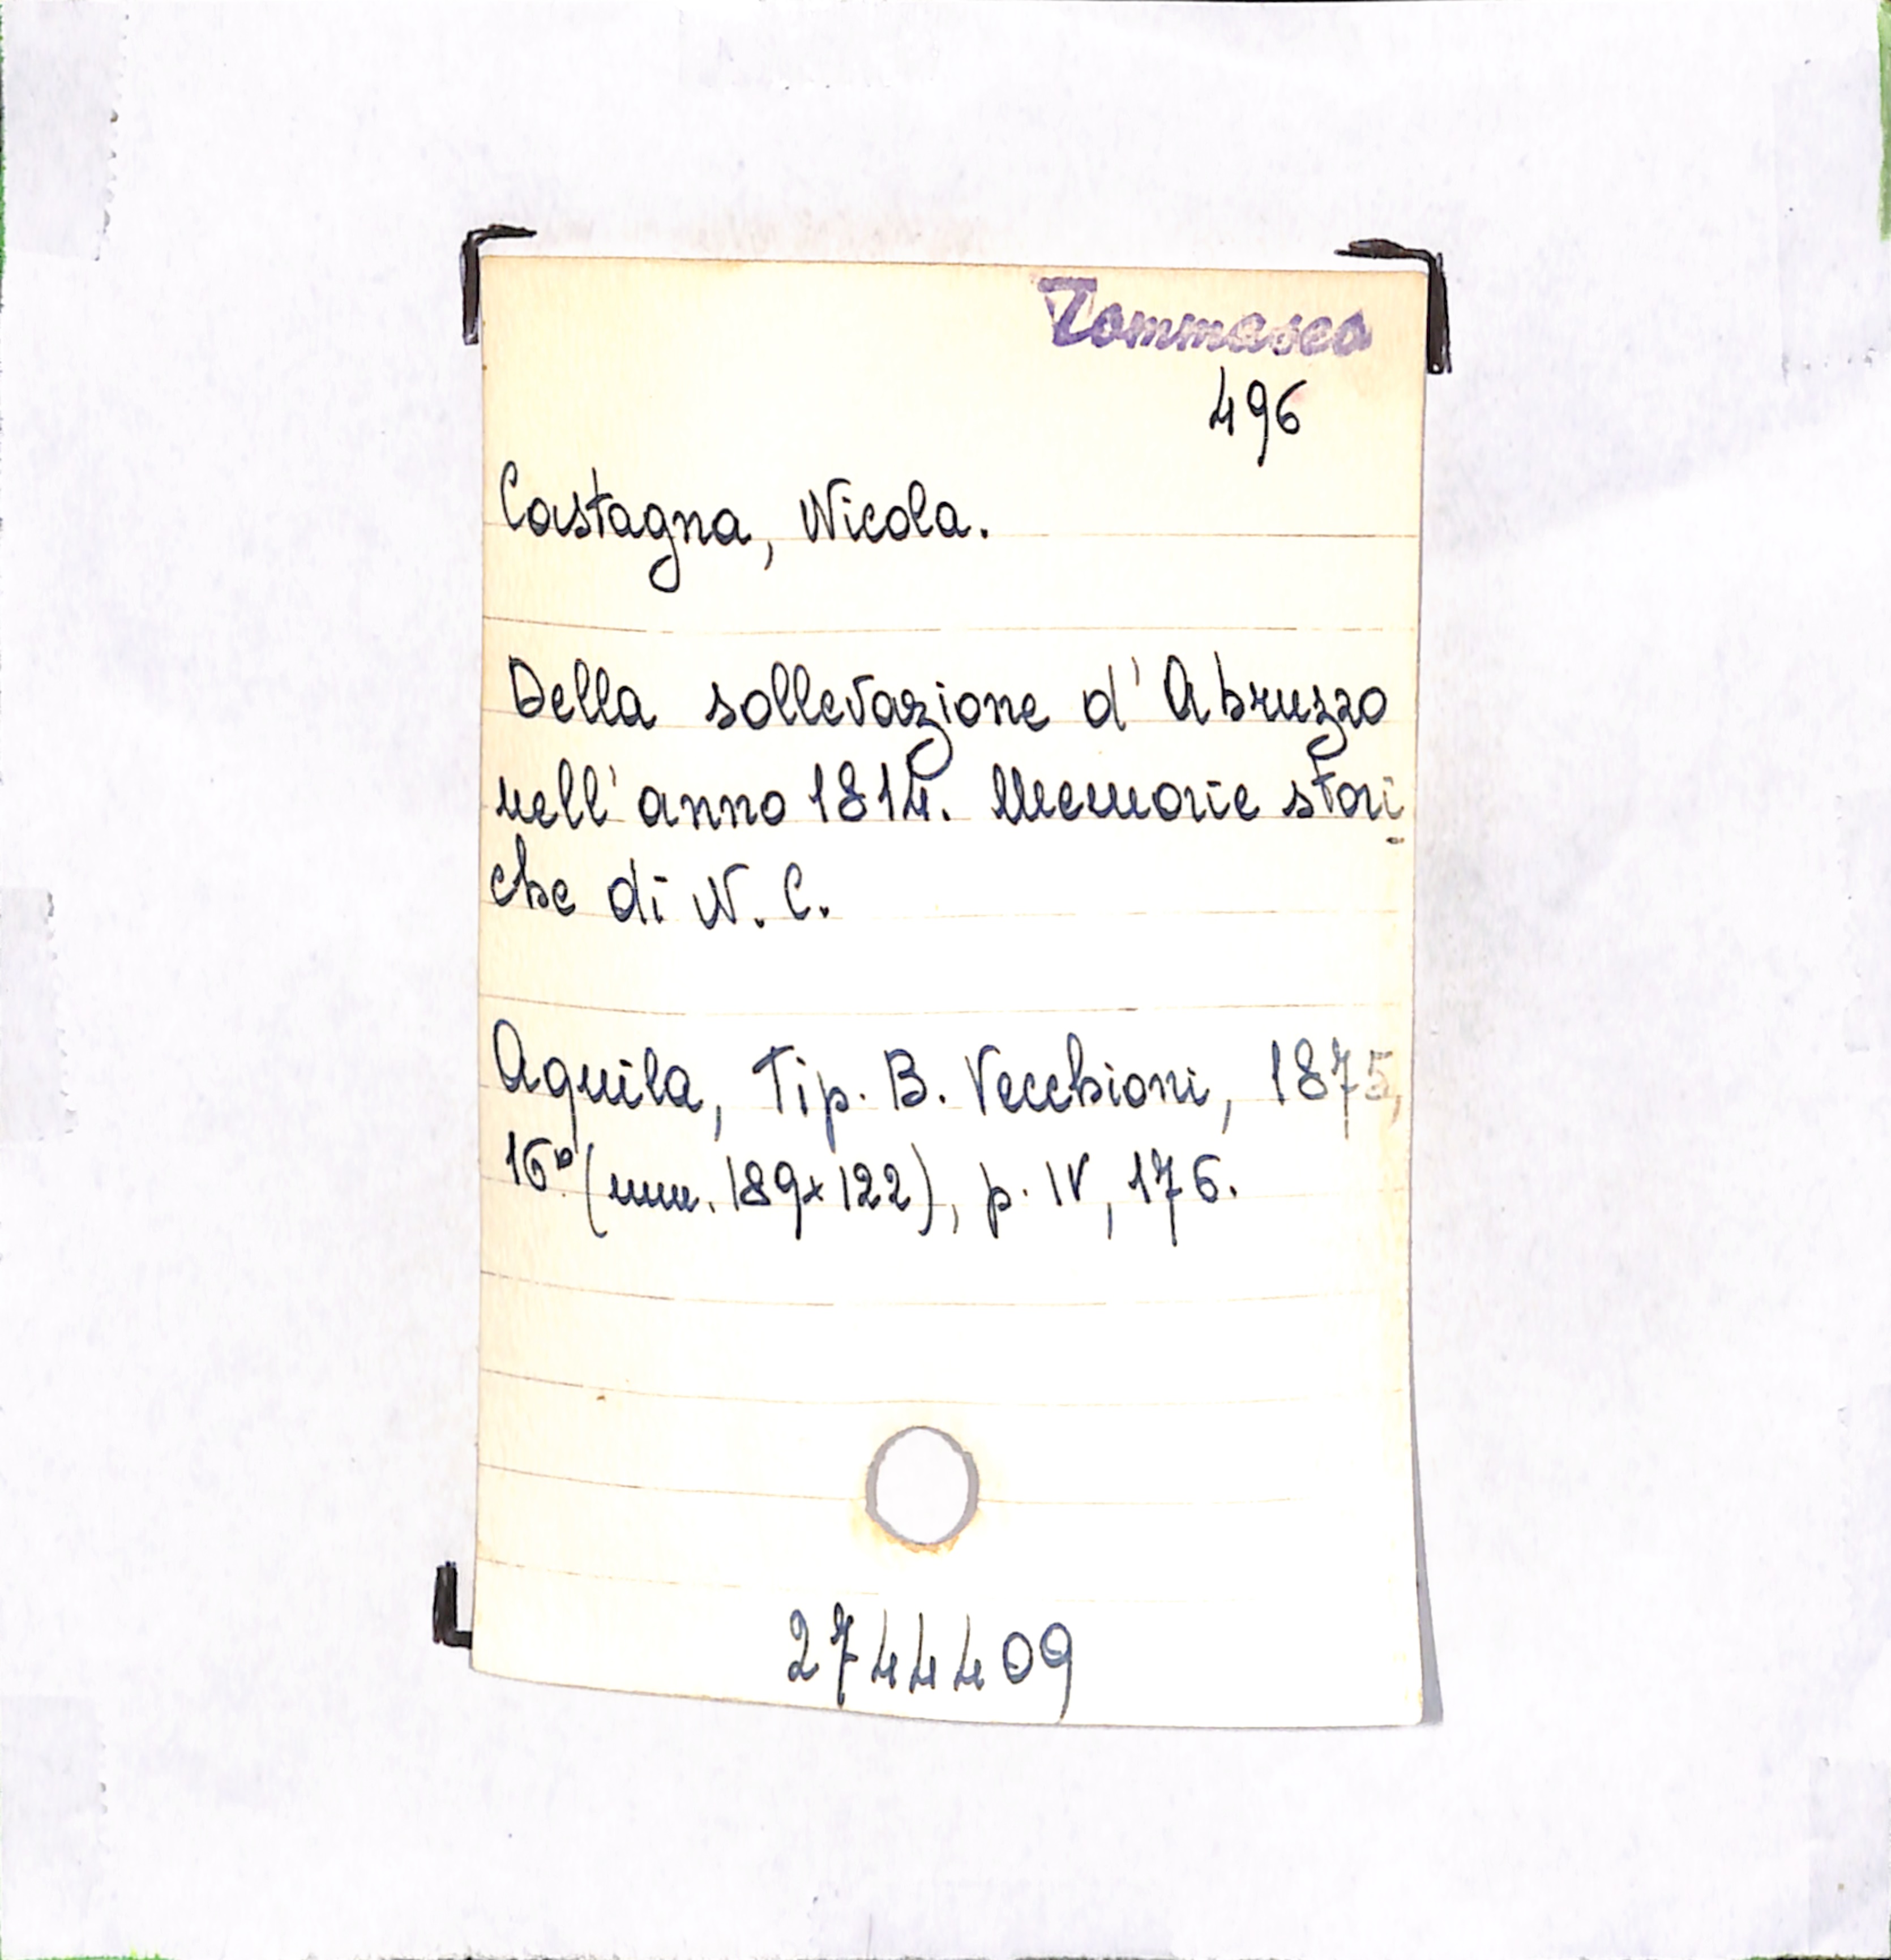 Tommaseo
496
Castagna, Nicola.
Della sollevazione d'Abruzzo
nell'anno 1814. Memorie stori-
che di N. C.
Aquila, Tip. B. Vecchioni, 1875,
16° (mm. 189x122), p. IV, 176.
2744409